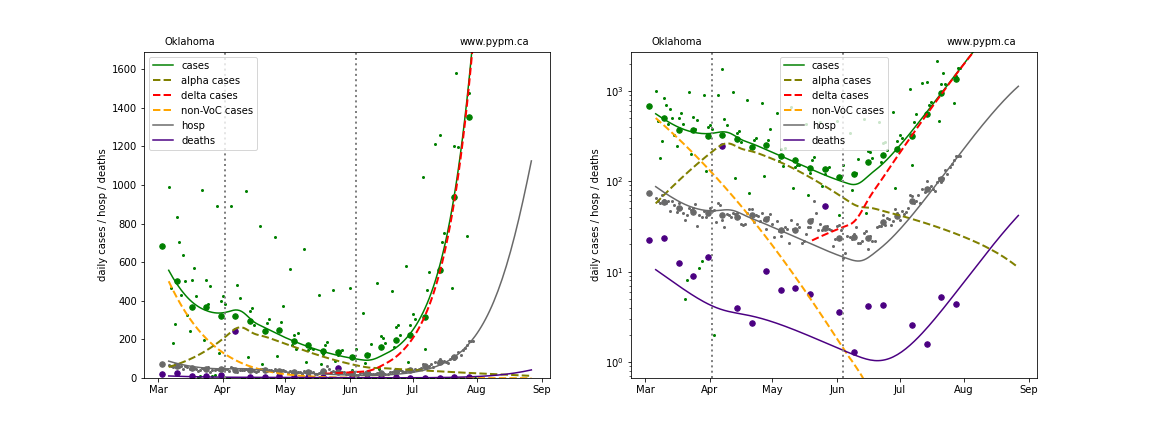 Oklahoma
www.pypm.ca
daily cases / hosp / deaths
1600
1400
1200
1000
800
600
400
200
0
cases
alpha cases
delta cases
non-VoC cases
hosp
deaths
Mar Apr May Jun Jul Aug Sep
Oklahoma
www.pypm.ca
daily cases / hosp / deaths
10³
10²
10¹
10⁰
cases
alpha cases
delta cases
non-VoC cases
hosp
deaths
Mar Apr May Jun Jul Aug Sep